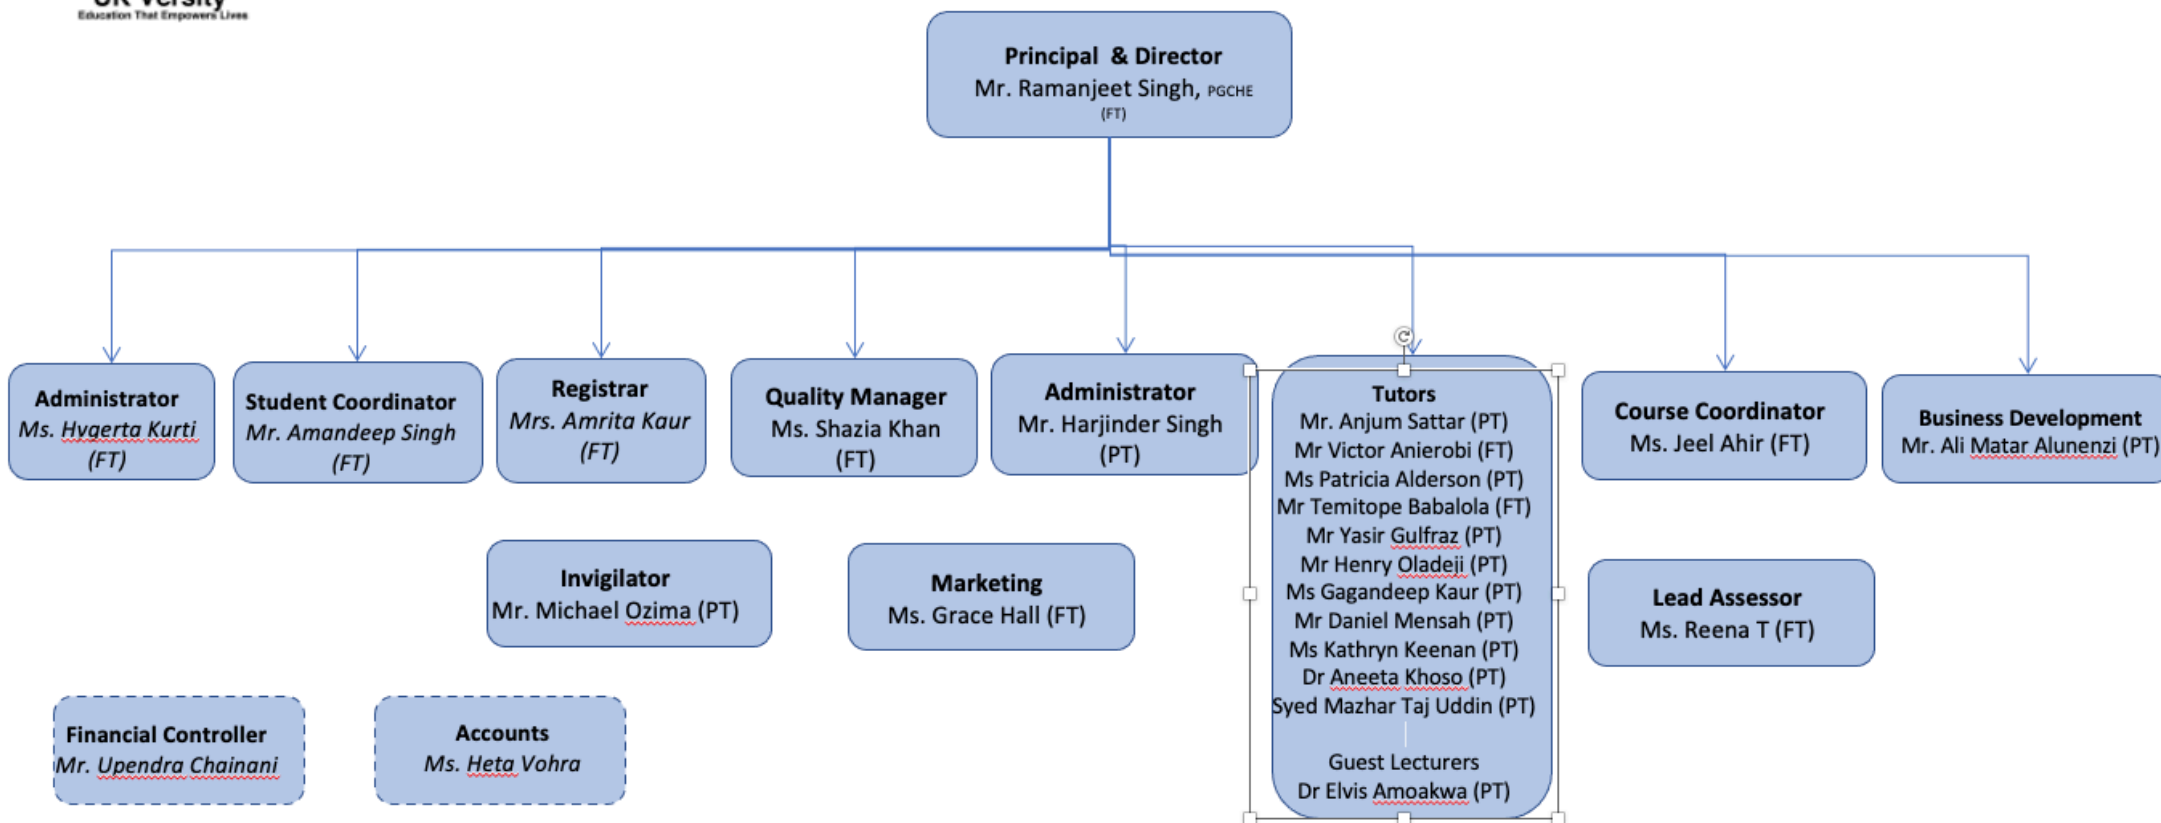 UK Versity
Education That Empowers Lives
Principal & Director
Mr. Ramanjeet Singh, PGCHE
(FT)
Administrator
Ms. Hygerta Kurti
(FT)
Student Coordinator
Mr. Amandeep Singh
(FT)
Registrar
Mrs. Amrita Kaur
(FT)
Quality Manager
Ms. Shazia Khan
(FT)
Administrator
Mr. Harjinder Singh
(PT)
Tutors
Mr. Anjum Sattar (PT)
Mr Victor Anierobi (FT)
Ms Patricia Alderson (PT)
Mr Temitope Babalola (FT)
Mr Yasir Gulfraz (PT)
Mr Henry Oladeji (PT)
Ms Gagandeep Kaur (PT)
Mr Daniel Mensah (PT)
Ms Kathryn Keenan (PT)
Dr Aneeta Khoso (PT)
Syed Mazhar Taj Uddin (PT)
Guest Lecturers
Dr Elvis Amoakwa (PT)
Course Coordinator
Ms. Jeel Ahir (FT)
Business Development
Mr. Ali Matar Alunenzi (PT)
Invigilator
Mr. Michael Ozima (PT)
Marketing
Ms. Grace Hall (FT)
Lead Assessor
Ms. Reena T (FT)
Financial Controller
Mr. Upendra Chainani
Accounts
Ms. Heta Vohra